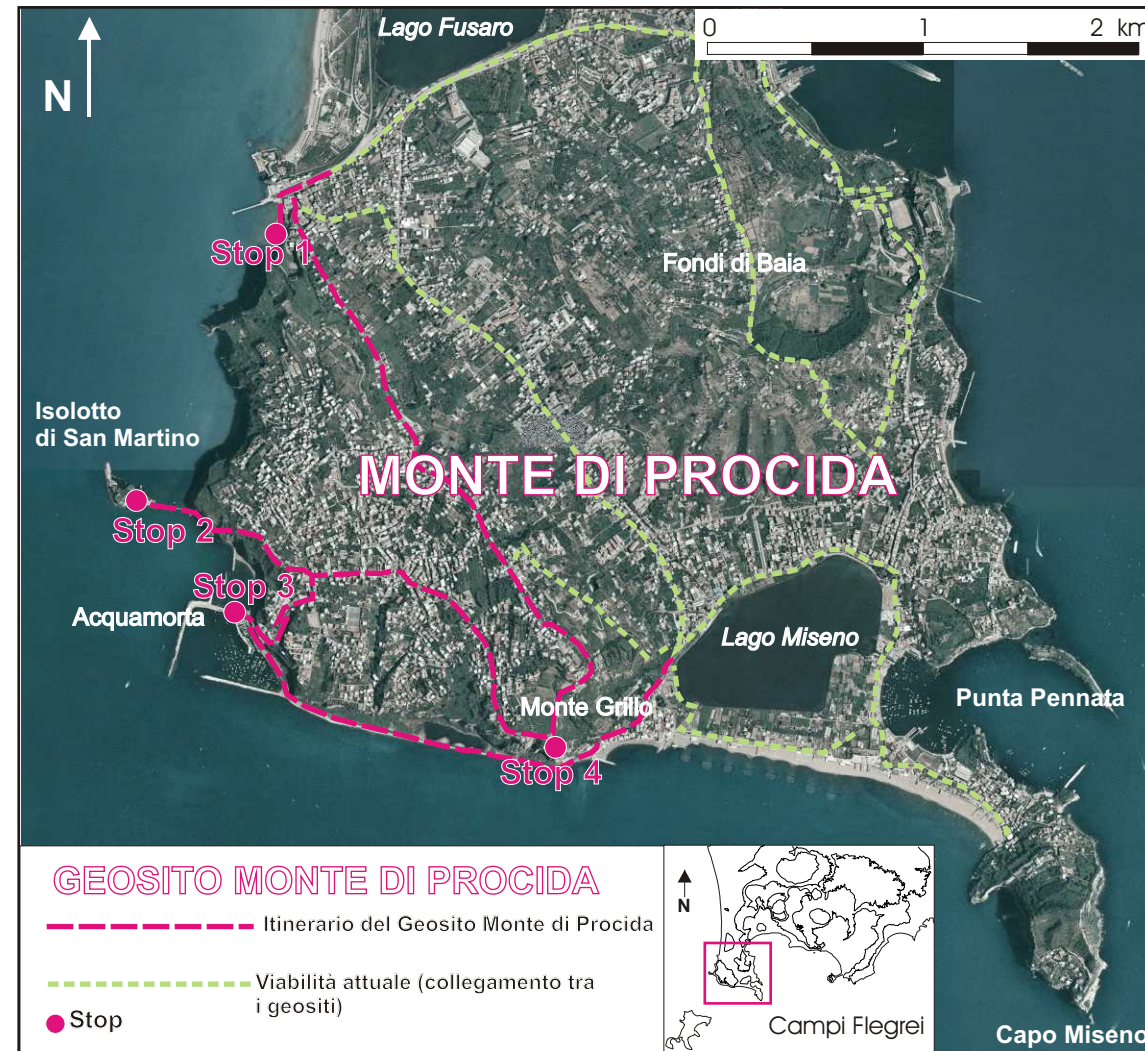 Lago Fusaro
0 1 2 km
N
Stop 1
Fondi di Baia
Isolotto
di San Martino
MONTE DI PROCIDA
Stop 2
Stop 3
Acquamorta
Lago Miseno
Punta Pennata
Monte Grillo
Stop 4
GEOSITO MONTE DI PROCIDA
Itinerario del Geosito Monte di Procida
Viabilità attuale (collegamento tra
i geositi)
Stop
N
Campi Flegrei
Capo Miseno